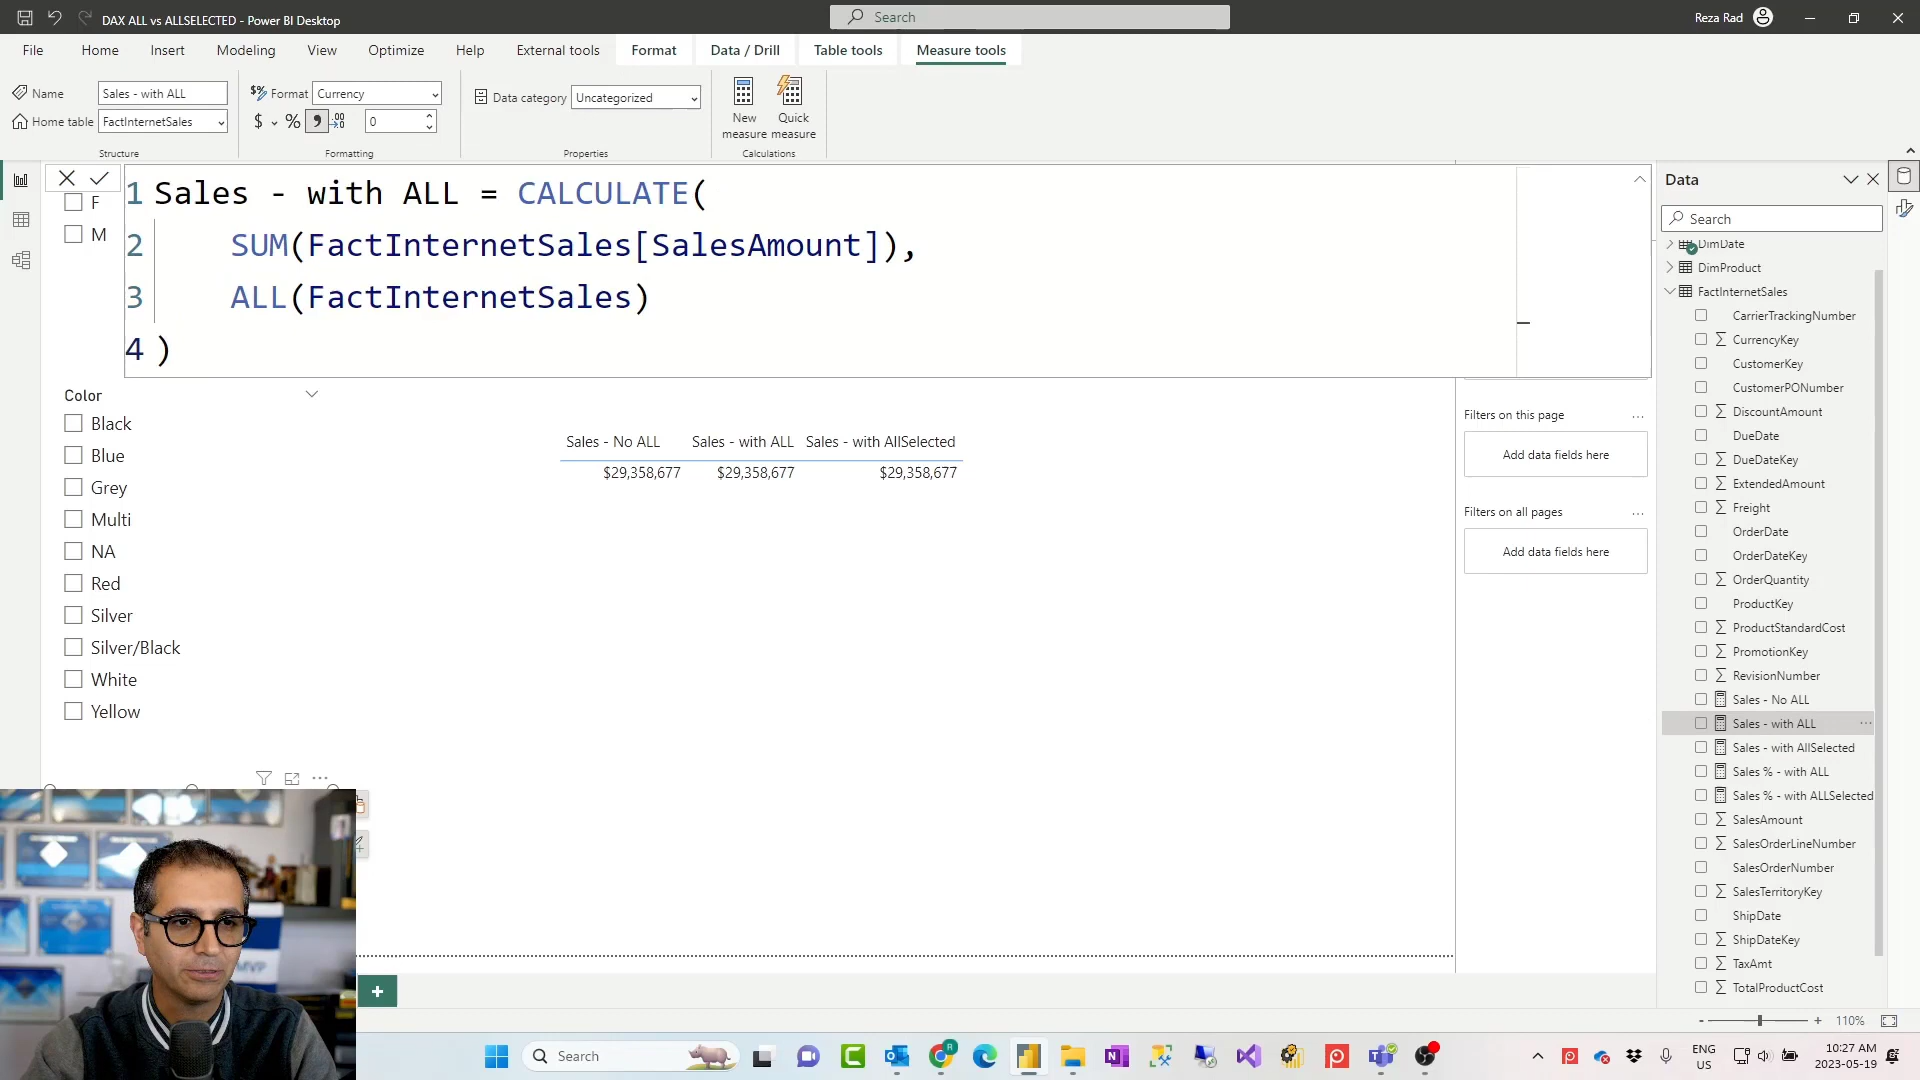 DAX ALL vs ALLSELECTED - Power BI Desktop
Search
Reza Rad
File Home Insert Modeling View Optimize Help External tools Format Data / Drill Table tools Measure tools
Name Sales - with ALL
Home table FactInternetSales
Structure
Format Currency
$ % 0
Formatting
Data category Uncategorized
Properties
New measure
Quick measure
Calculations
1 Sales - with ALL = CALCULATE(
2 SUM(FactInternetSales[SalesAmount]),
3 ALL(FactInternetSales)
4 )
F
M
Color
Black
Blue
Grey
Multi
NA
Red
Silver
Silver/Black
White
Yellow
Sales - No ALL Sales - with ALL Sales - with AllSelected
$29,358,677 $29,358,677 $29,358,677
Filters on this page ...
Add data fields here
Filters on all pages ...
Add data fields here
Data
Search
DimDate
DimProduct
FactInternetSales
CarrierTrackingNumber
CurrencyKey
CustomerKey
CustomerPONumber
DiscountAmount
DueDate
DueDateKey
ExtendedAmount
Freight
OrderDate
OrderDateKey
OrderQuantity
ProductKey
ProductStandardCost
PromotionKey
RevisionNumber
Sales - No ALL
Sales - with ALL
Sales - with AllSelected
Sales % - with ALL
Sales % - with ALLSelected
SalesAmount
SalesOrderLineNumber
SalesOrderNumber
SalesTerritoryKey
ShipDate
ShipDateKey
TaxAmt
TotalProductCost
MVP
- + 110%
Search
ENG
US
10:27 AM
2023-05-19